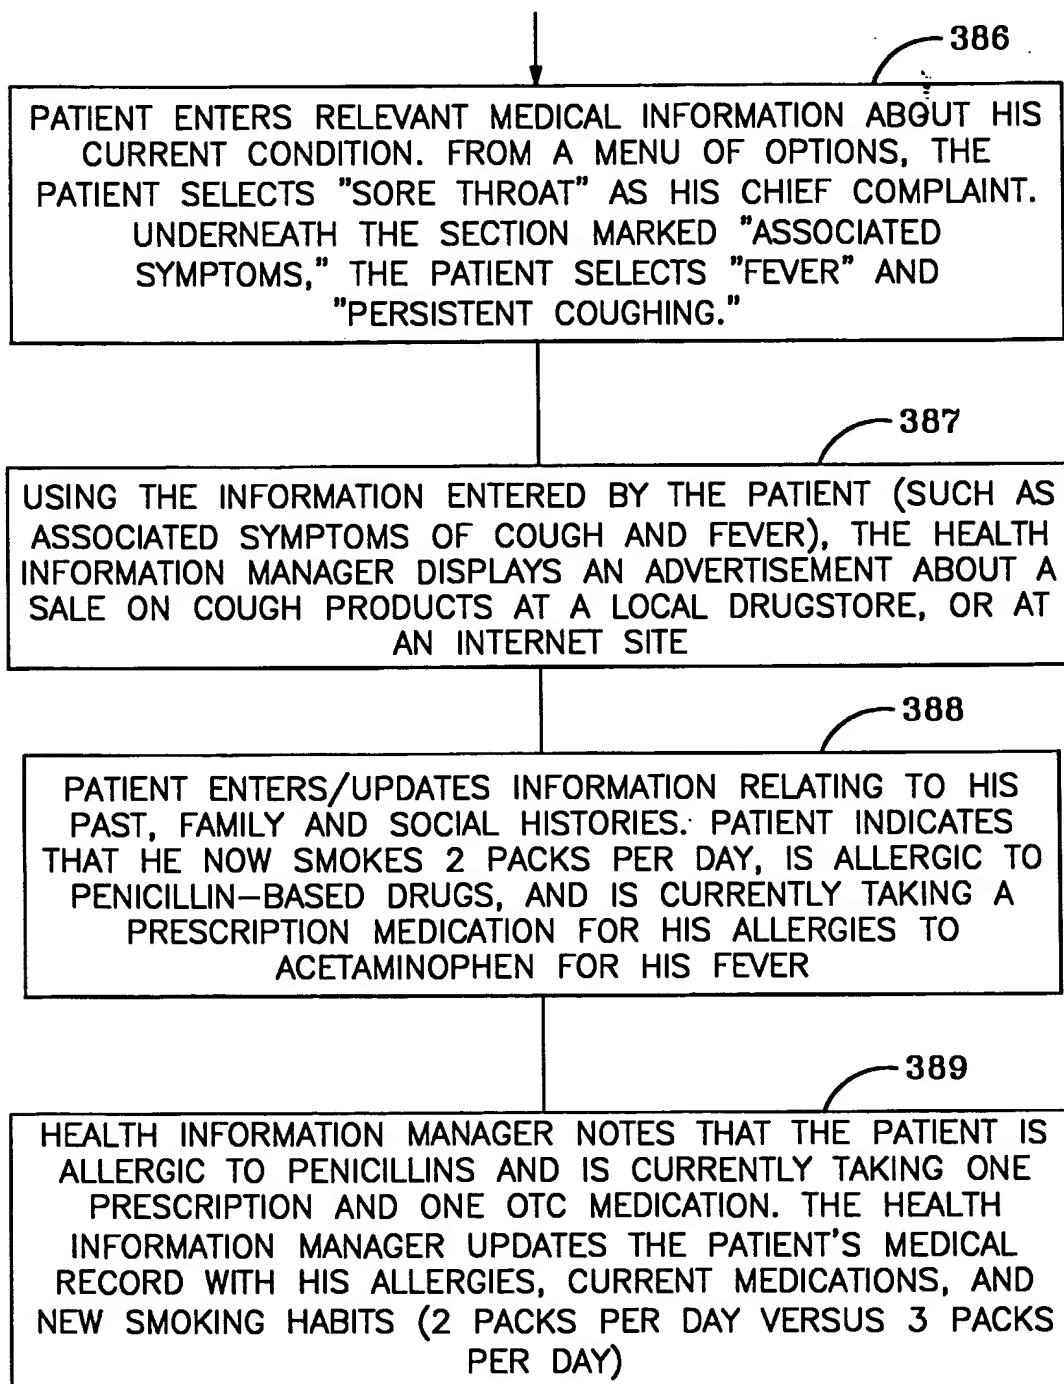 386
PATIENT ENTERS RELEVANT MEDICAL INFORMATION ABOUT HIS
CURRENT CONDITION. FROM A MENU OF OPTIONS, THE
PATIENT SELECTS "SORE THROAT" AS HIS CHIEF COMPLAINT.
UNDERNEATH THE SECTION MARKED "ASSOCIATED
SYMPTOMS," THE PATIENT SELECTS "FEVER" AND
"PERSISTENT COUGHING."
387
USING THE INFORMATION ENTERED BY THE PATIENT (SUCH AS
ASSOCIATED SYMPTOMS OF COUGH AND FEVER), THE HEALTH
INFORMATION MANAGER DISPLAYS AN ADVERTISEMENT ABOUT A
SALE ON COUGH PRODUCTS AT A LOCAL DRUGSTORE, OR AT
AN INTERNET SITE
388
PATIENT ENTERS/UPDATES INFORMATION RELATING TO HIS
PAST, FAMILY AND SOCIAL HISTORIES. PATIENT INDICATES
THAT HE NOW SMOKES 2 PACKS PER DAY, IS ALLERGIC TO
PENICILLIN-BASED DRUGS, AND IS CURRENTLY TAKING A
PRESCRIPTION MEDICATION FOR HIS ALLERGIES TO
ACETAMINOPHEN FOR HIS FEVER
389
HEALTH INFORMATION MANAGER NOTES THAT THE PATIENT IS
ALLERGIC TO PENICILLINS AND IS CURRENTLY TAKING ONE
PRESCRIPTION AND ONE OTC MEDICATION. THE HEALTH
INFORMATION MANAGER UPDATES THE PATIENT'S MEDICAL
RECORD WITH HIS ALLERGIES, CURRENT MEDICATIONS, AND
NEW SMOKING HABITS (2 PACKS PER DAY VERSUS 3 PACKS
PER DAY)